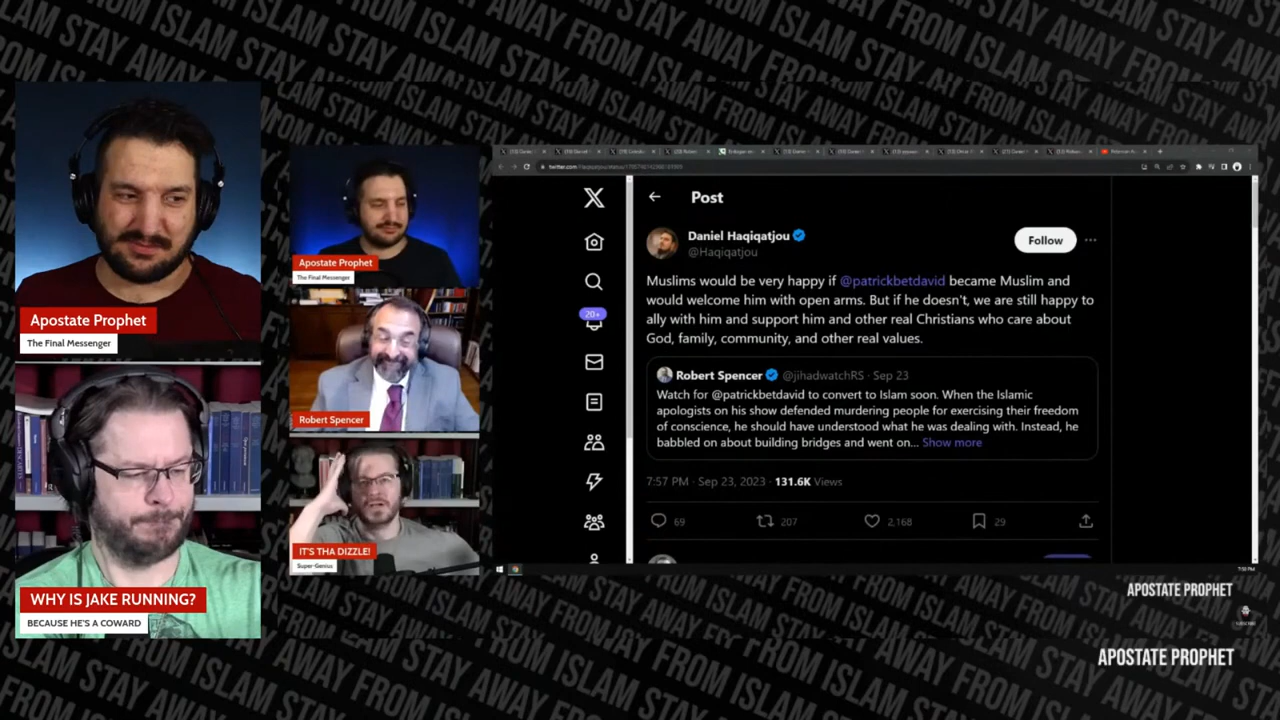 STAY AWAY FROM ISLAM
Apostate Prophet
The Final Messenger
WHY IS JAKE RUNNING?
BECAUSE HE'S A COWARD
Apostate Prophet
The Final Messenger
Robert Spencer
IT'S THA DIZZLE!
Super-Genius
Post
Daniel Haqiqatjou
@Haqiqatjou
Follow
Muslims would be very happy if @patrickbetdavid became Muslim and
would welcome him with open arms. But if he doesn't, we are still happy to
ally with him and support him and other real Christians who care about
God, family, community, and other real values.
Robert Spencer @jihadwatchRS · Sep 23
Watch for @patrickbetdavid to convert to Islam soon. When the Islamic
apologists on his show defended murdering people for exercising their freedom
of conscience, he should have understood what he was dealing with. Instead, he
babbled on about building bridges and went on... Show more
7:57 PM · Sep 23, 2023 · 131.6K Views
69 207 2,168 29
20+
APOSTATE PROPHET
SUBSCRIBE
APOSTATE PROPHET